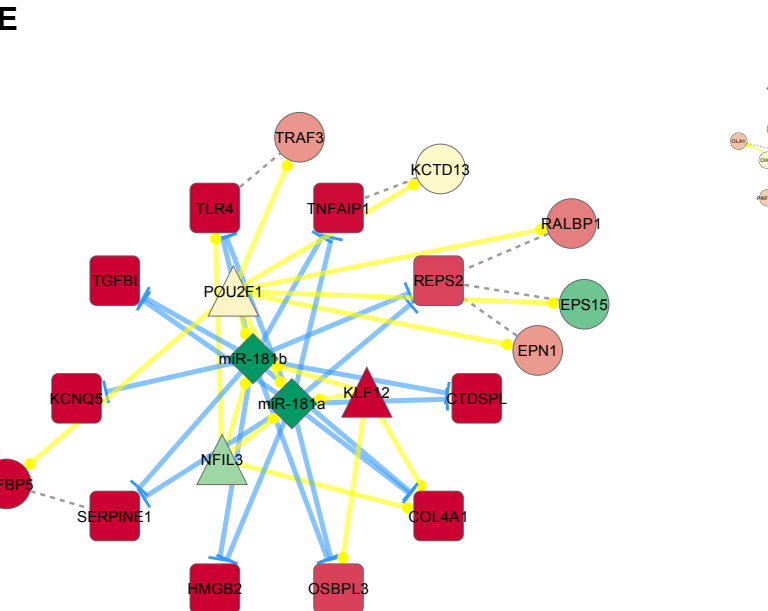 E
TRAF3
KCTD13
OLA1
TLR4
TNFAIP1
RALBP1
TGFBI
REPS2
POU2F1
EPS15
EPN1
miR-181b
KCNQ5
miR-181a
KLF12
CTDSPL
NFIL3
FBP5
SERPINE1
COL4A1
HMGB2
OSBPL3